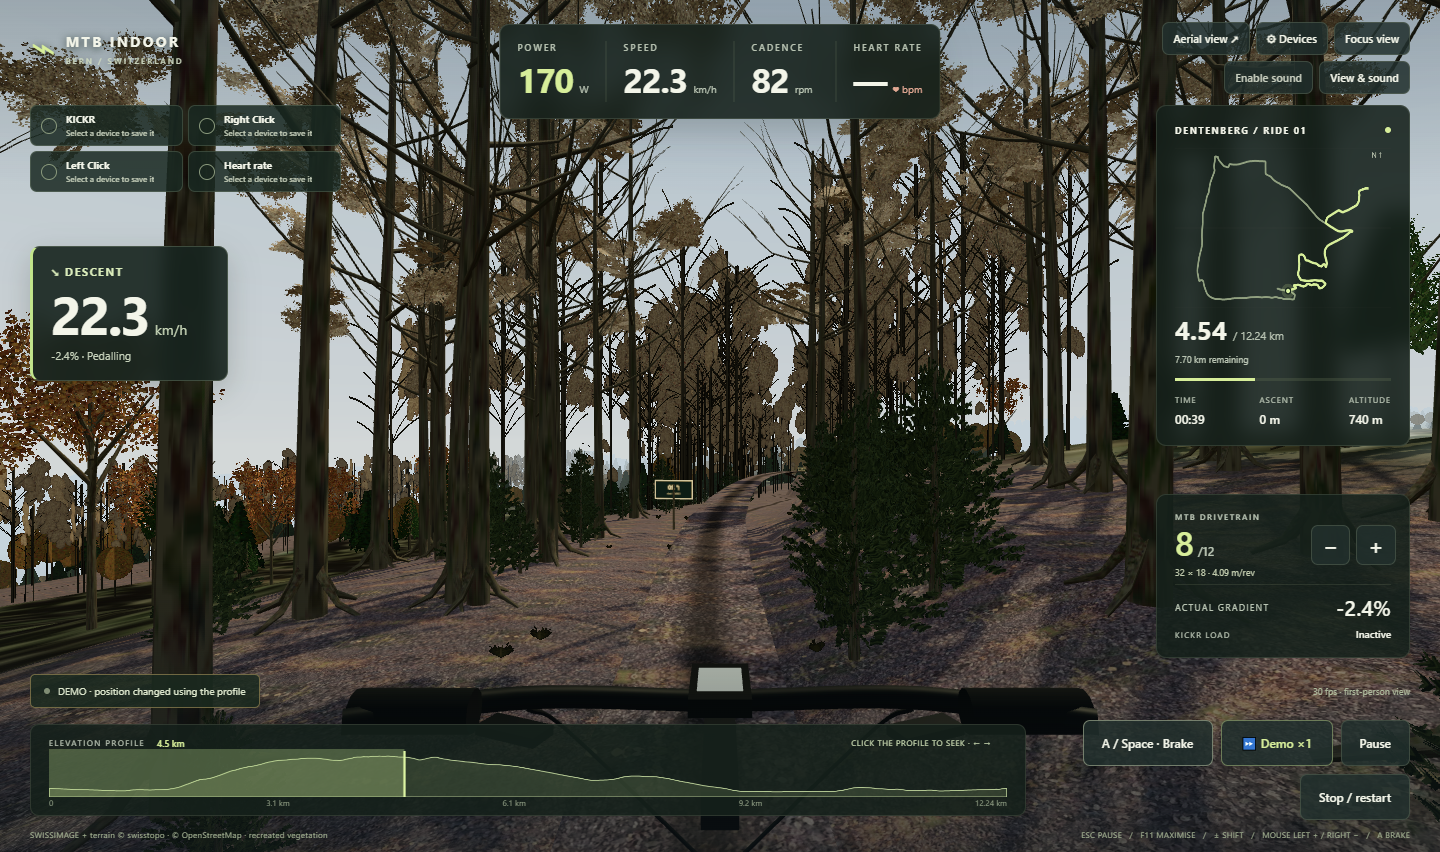 MTB INDOOR
BERN / SWITZERLAND
KICKR
Select a device to save it
Right Click
Select a device to save it
Left Click
Select a device to save it
Heart rate
Select a device to save it
POWER
170 W
SPEED
22.3 km/h
CADENCE
82 rpm
HEART RATE
— ♥ bpm
Aerial view ↗
⚙ Devices
Focus view
Enable sound
View & sound
↘ DESCENT
22.3 km/h
-2.4% · Pedalling
DENTENBERG / RIDE 01
N ↑
4.54 / 12.24 km
7.70 km remaining
TIME
00:39
ASCENT
0 m
ALTITUDE
740 m
MTB DRIVETRAIN
8 /12
32 × 18 · 4.09 m/rev
− +
ACTUAL GRADIENT -2.4%
KICKR LOAD Inactive
DEMO · position changed using the profile
30 fps · first-person view
ELEVATION PROFILE 4.5 km
CLICK THE PROFILE TO SEEK · ← →
0 3.1 km 6.1 km 9.2 km 12.24 km
A / Space · Brake
⏩ Demo ×1
Pause
Stop / restart
SWISSIMAGE + terrain © swisstopo · © OpenStreetMap · recreated vegetation
ESC PAUSE / F11 MAXIMISE / ± SHIFT / MOUSE LEFT + / RIGHT − / A BRAKE